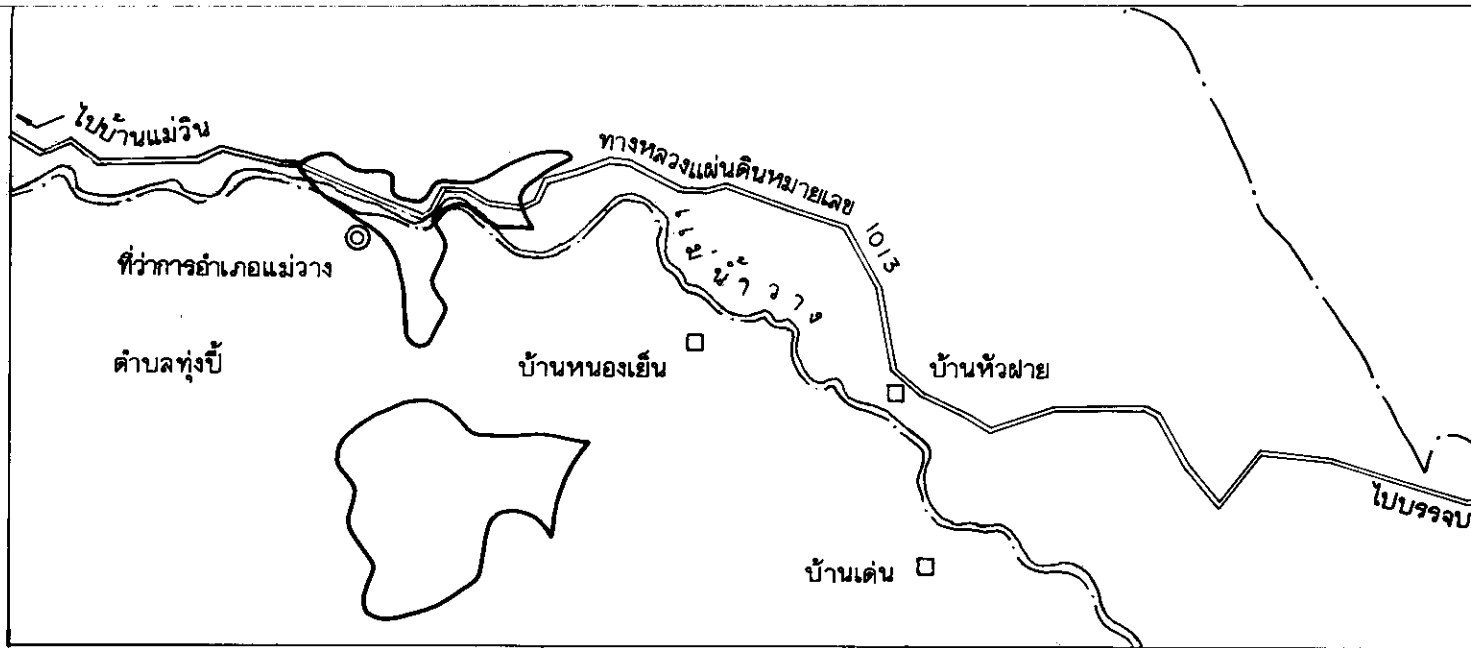 ไปบ้านแม่วิน
ทางหลวงแผ่นดินหมายเลข 1013
แม่น้ำวาง
ที่ว่าการอำเภอแม่วาง
ตำบลทุ่งปี้
บ้านหนองเย็น
บ้านหัวฝาย
ไปบรรจบ
บ้านเด่น